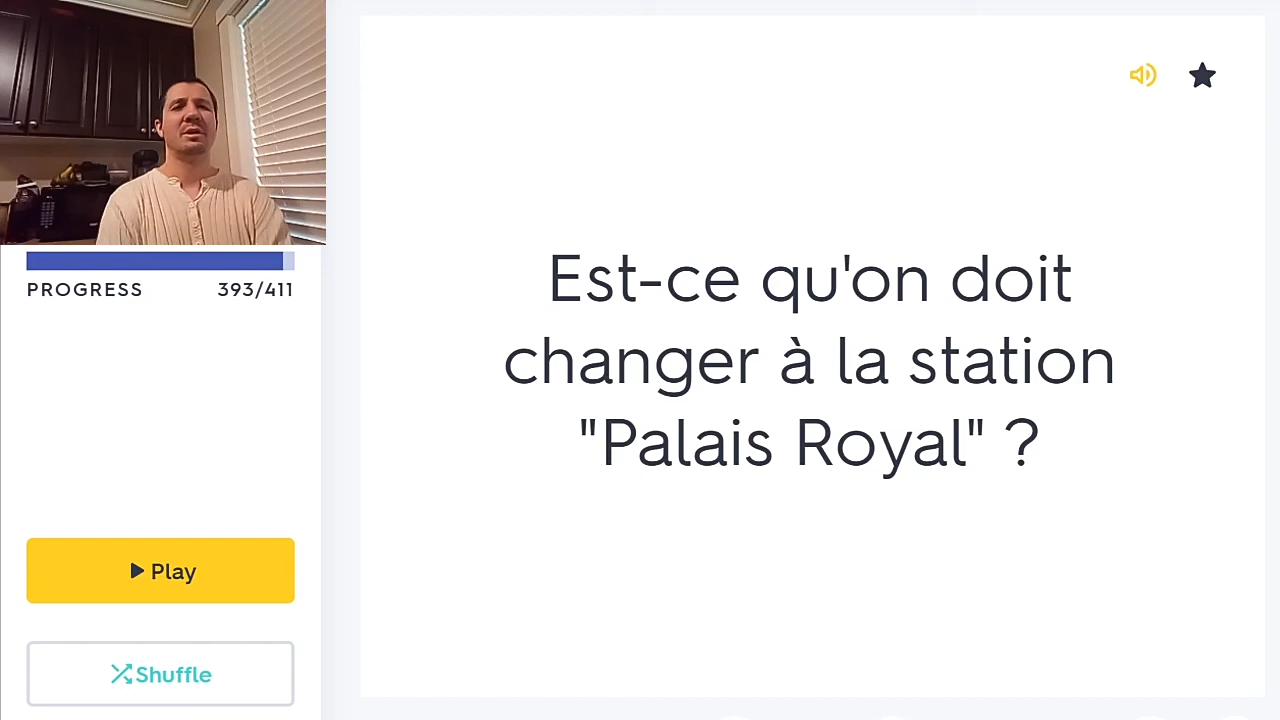 PROGRESS 393/411
Play
Shuffle
Est-ce qu'on doit
changer à la station
"Palais Royal" ?